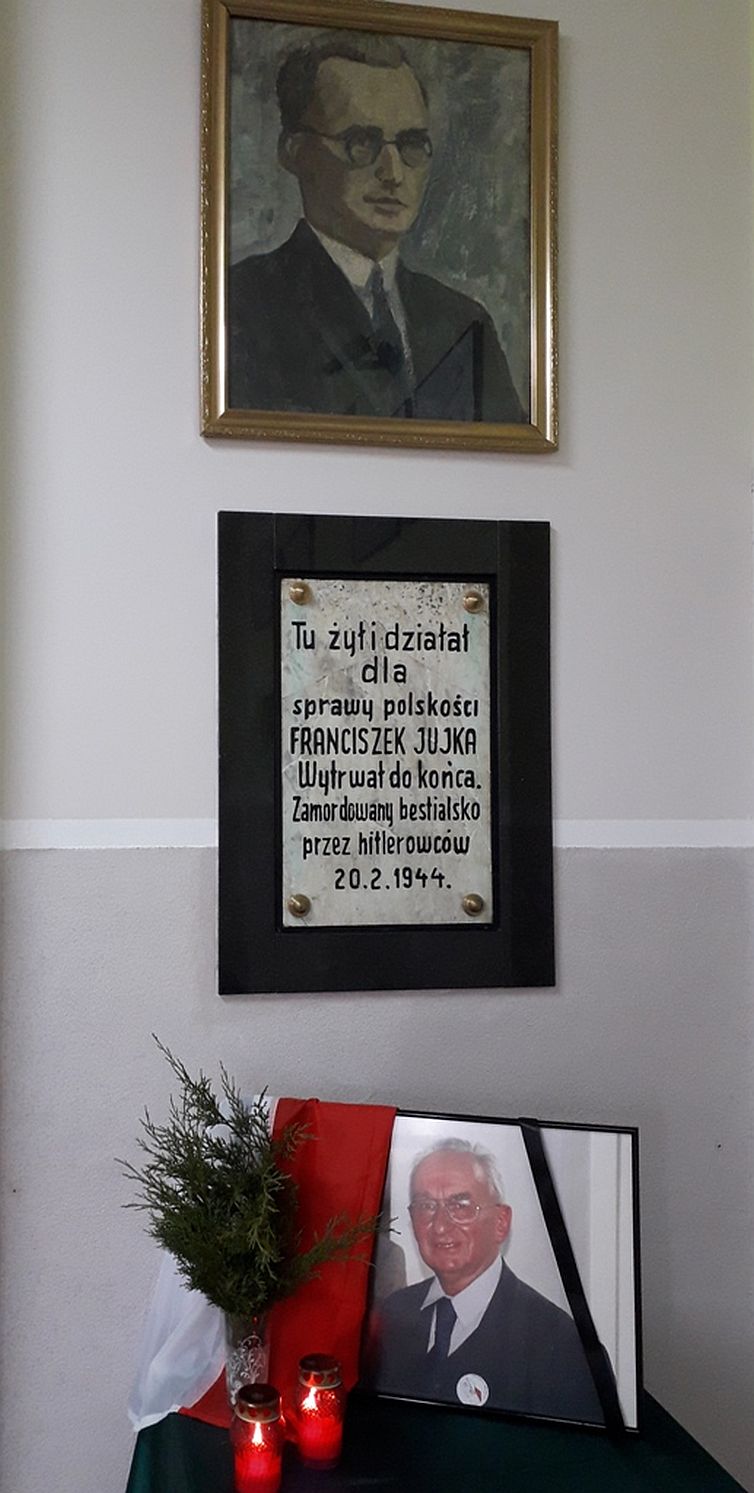 Tu żył i działał
dla
sprawy polskości
FRANCISZEK JUJKA
Wytrwał do końca.
Zamordowany bestialsko
przez hitlerowców
20.2.1944.